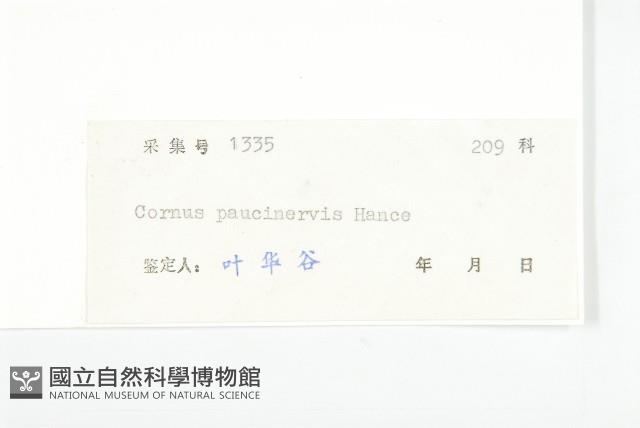 采集号 1335 209 科
Cornus paucinervis Hance
鉴定人: 叶华谷 年 月 日
國立自然科學博物館
NATIONAL MUSEUM OF NATURAL SCIENCE